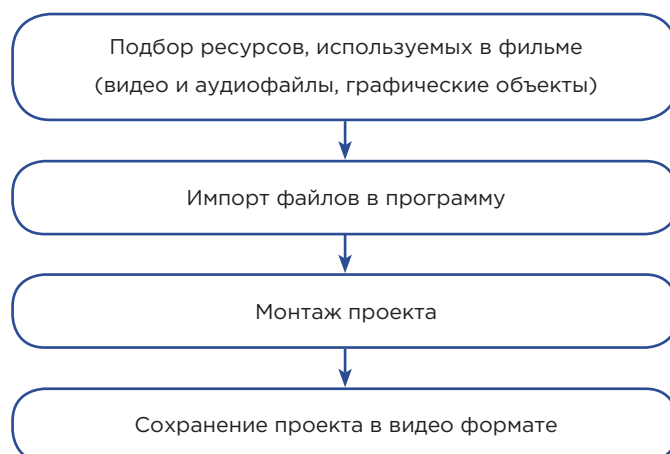 Подбор ресурсов, используемых в фильме
(видео и аудиофайлы, графические объекты)
Импорт файлов в программу
Монтаж проекта
Сохранение проекта в видео формате